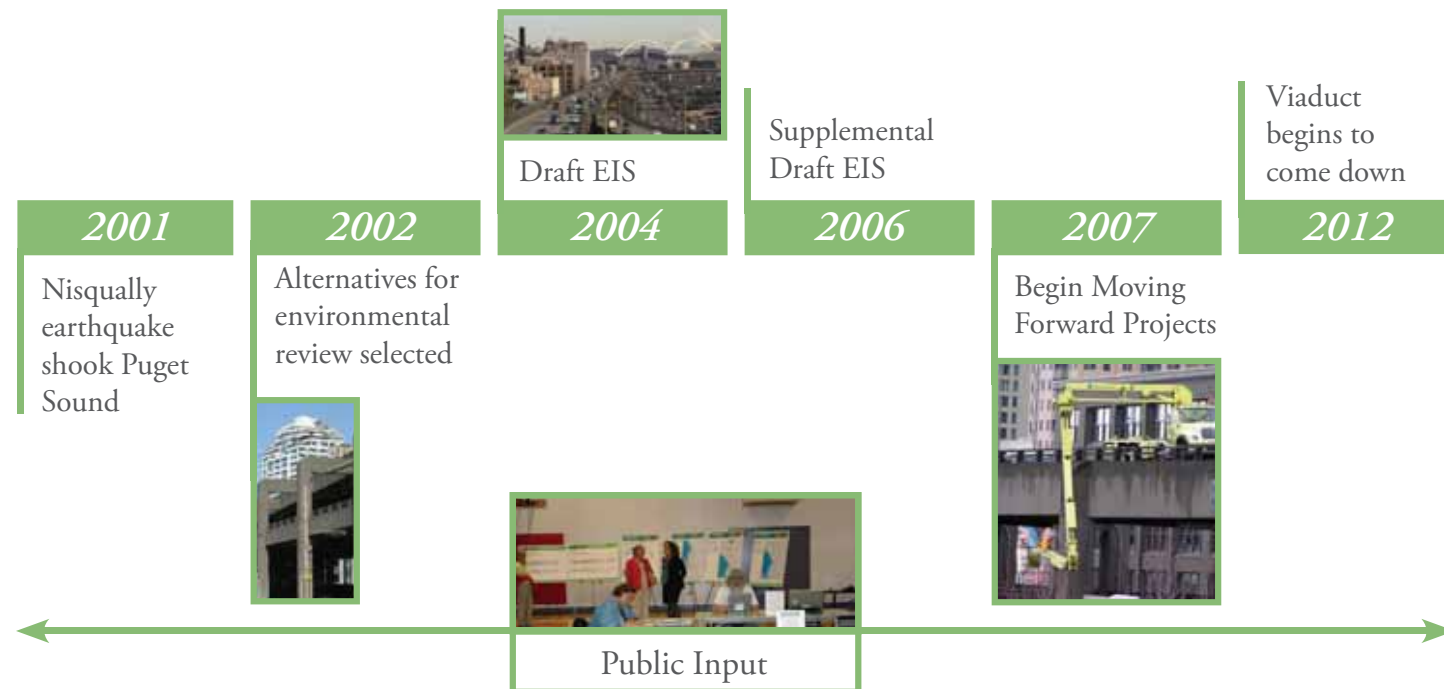 2001
Nisqually
earthquake
shook Puget
Sound
2002
Alternatives for
environmental
review selected
Draft EIS
2004
Supplemental
Draft EIS
2006
2007
Begin Moving
Forward Projects
Viaduct
begins to
come down
2012
Public Input